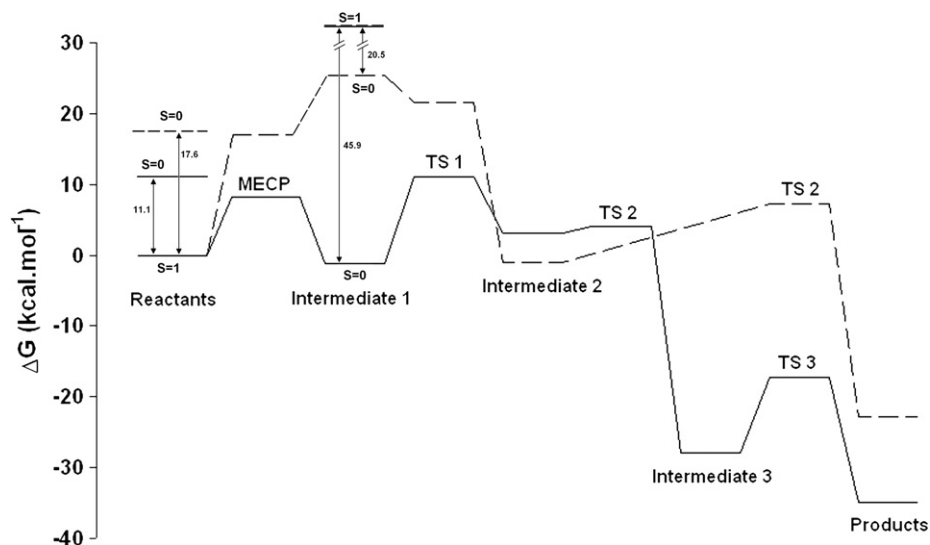 S=1
30
20.5
S=0
20
S=0
17.6
45.9
S=0
TS 1
10
MECP
TS 2
TS 2
11.1
0
S=1
S=0
Reactants
Intermediate 1
Intermediate 2
ΔG (kcal.mol⁻¹)
-10
TS 3
-20
-30
Intermediate 3
Products
-40